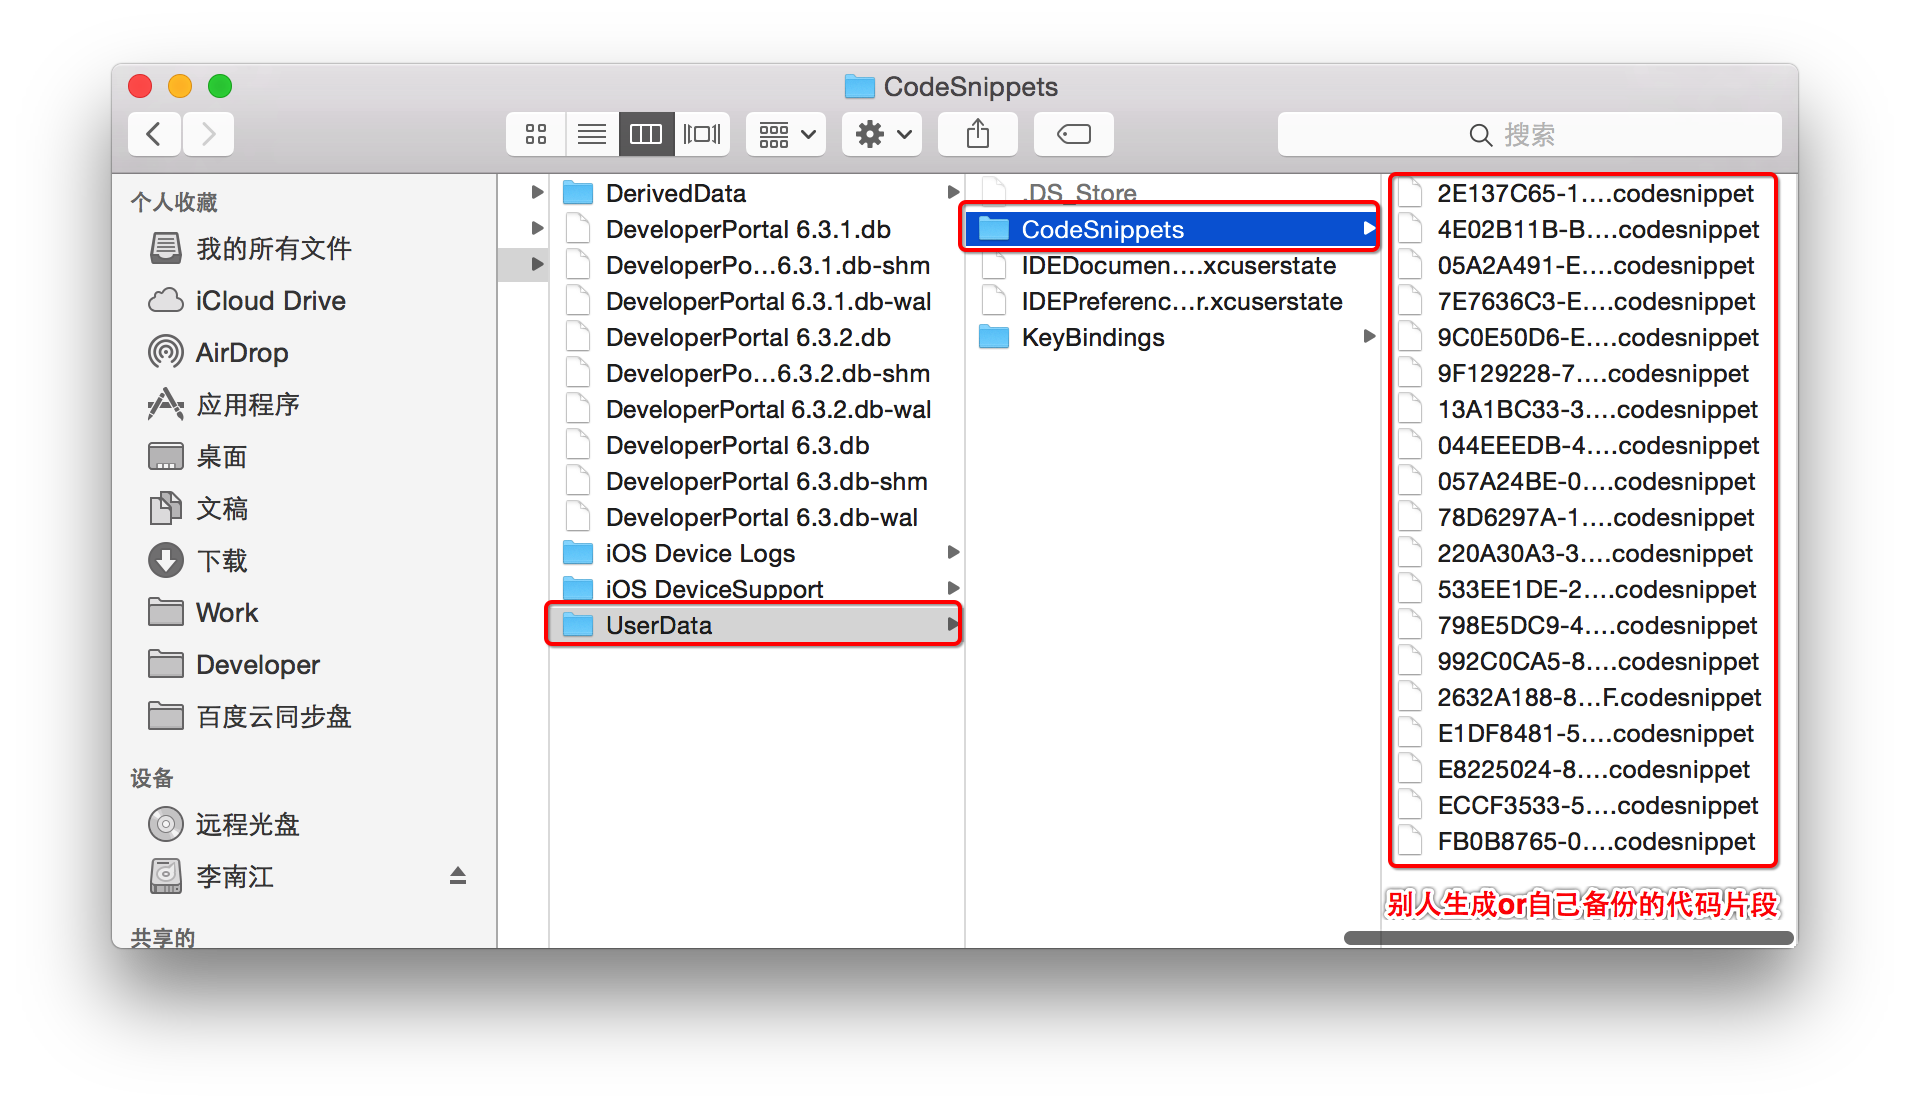 CodeSnippets
搜索
个人收藏
我的所有文件
iCloud Drive
AirDrop
应用程序
桌面
文稿
下载
Work
Developer
百度云同步盘
设备
远程光盘
李南江
共享的
DerivedData
DeveloperPortal 6.3.1.db
DeveloperPo...6.3.1.db-shm
DeveloperPortal 6.3.1.db-wal
DeveloperPortal 6.3.2.db
DeveloperPo...6.3.2.db-shm
DeveloperPortal 6.3.2.db-wal
DeveloperPortal 6.3.db
DeveloperPortal 6.3.db-shm
DeveloperPortal 6.3.db-wal
iOS Device Logs
iOS DeviceSupport
UserData
.DS_Store
CodeSnippets
IDEDocumen....xcuserstate
IDEPreferenc...r.xcuserstate
KeyBindings
2E137C65-1....codesnippet
4E02B11B-B....codesnippet
05A2A491-E....codesnippet
7E7636C3-E....codesnippet
9C0E50D6-E....codesnippet
9F129228-7....codesnippet
13A1BC33-3....codesnippet
044EEEDB-4....codesnippet
057A24BE-0....codesnippet
78D6297A-1....codesnippet
220A30A3-3....codesnippet
533EE1DE-2....codesnippet
798E5DC9-4....codesnippet
992C0CA5-8....codesnippet
2632A188-8...F.codesnippet
E1DF8481-5....codesnippet
E8225024-8....codesnippet
ECCF3533-5....codesnippet
FB0B8765-0....codesnippet
别人生成or自己备份的代码片段